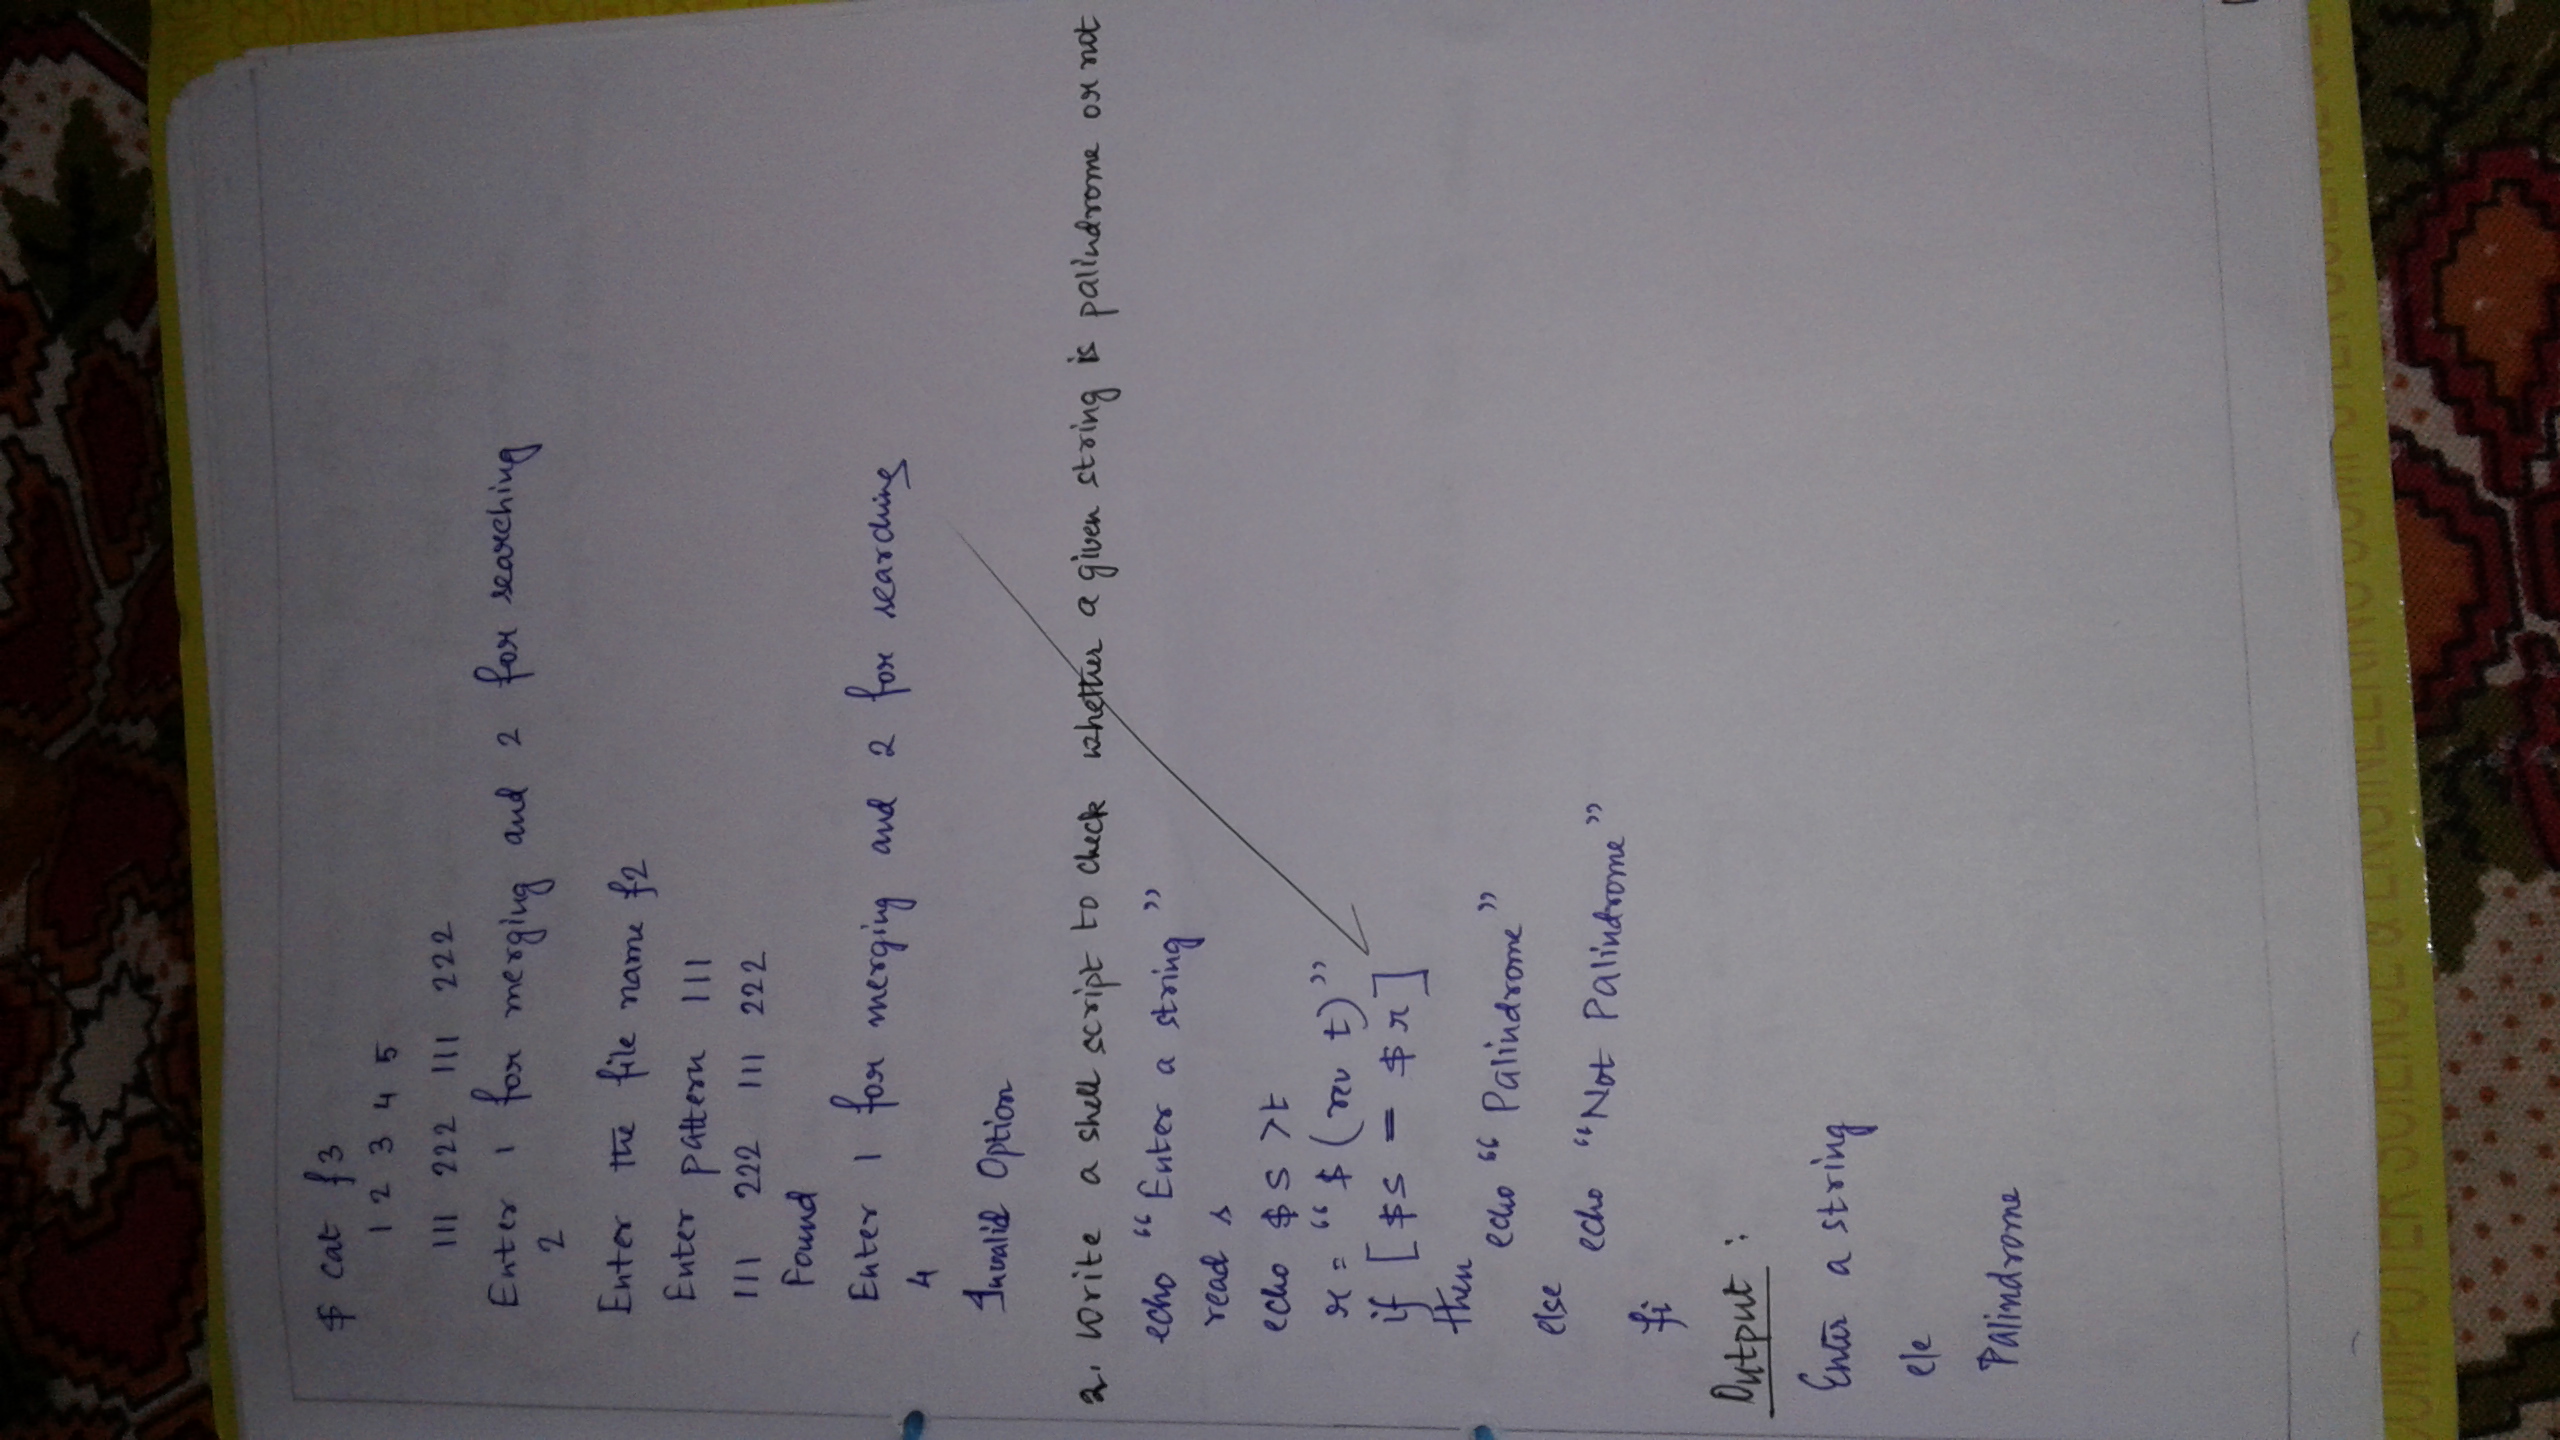 $ cat f3
1 2 3 4 5
111 222 111 222
Enter 1 for merging and 2 for searching
2
Enter the file name f2
Enter pattern 111
111 222 111 222
Found
Enter 1 for merging and 2 for searching
4
Invalid Option
2. Write a shell script to check whether a given string is palindrome or not
echo “Enter a string”
read s
echo $s >t
r = “$(rev t)”
if [$s = $r]
then
echo “Palindrome”
else
echo “Not Palindrome”
fi
Output :
Enter a string
ele
Palindrome
COMPUTER SCIENCE & ENGINEERING COMPUTER SCIENCE &